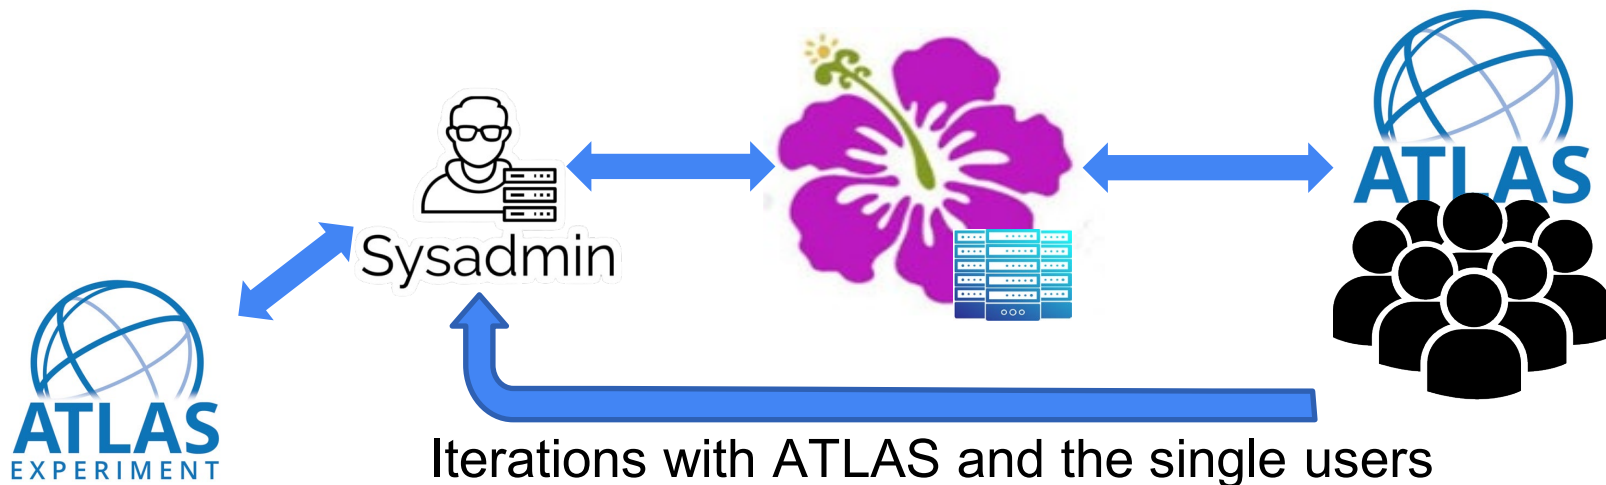 ATLAS
Sysadmin
ATLAS
EXPERIMENT
Iterations with ATLAS and the single users